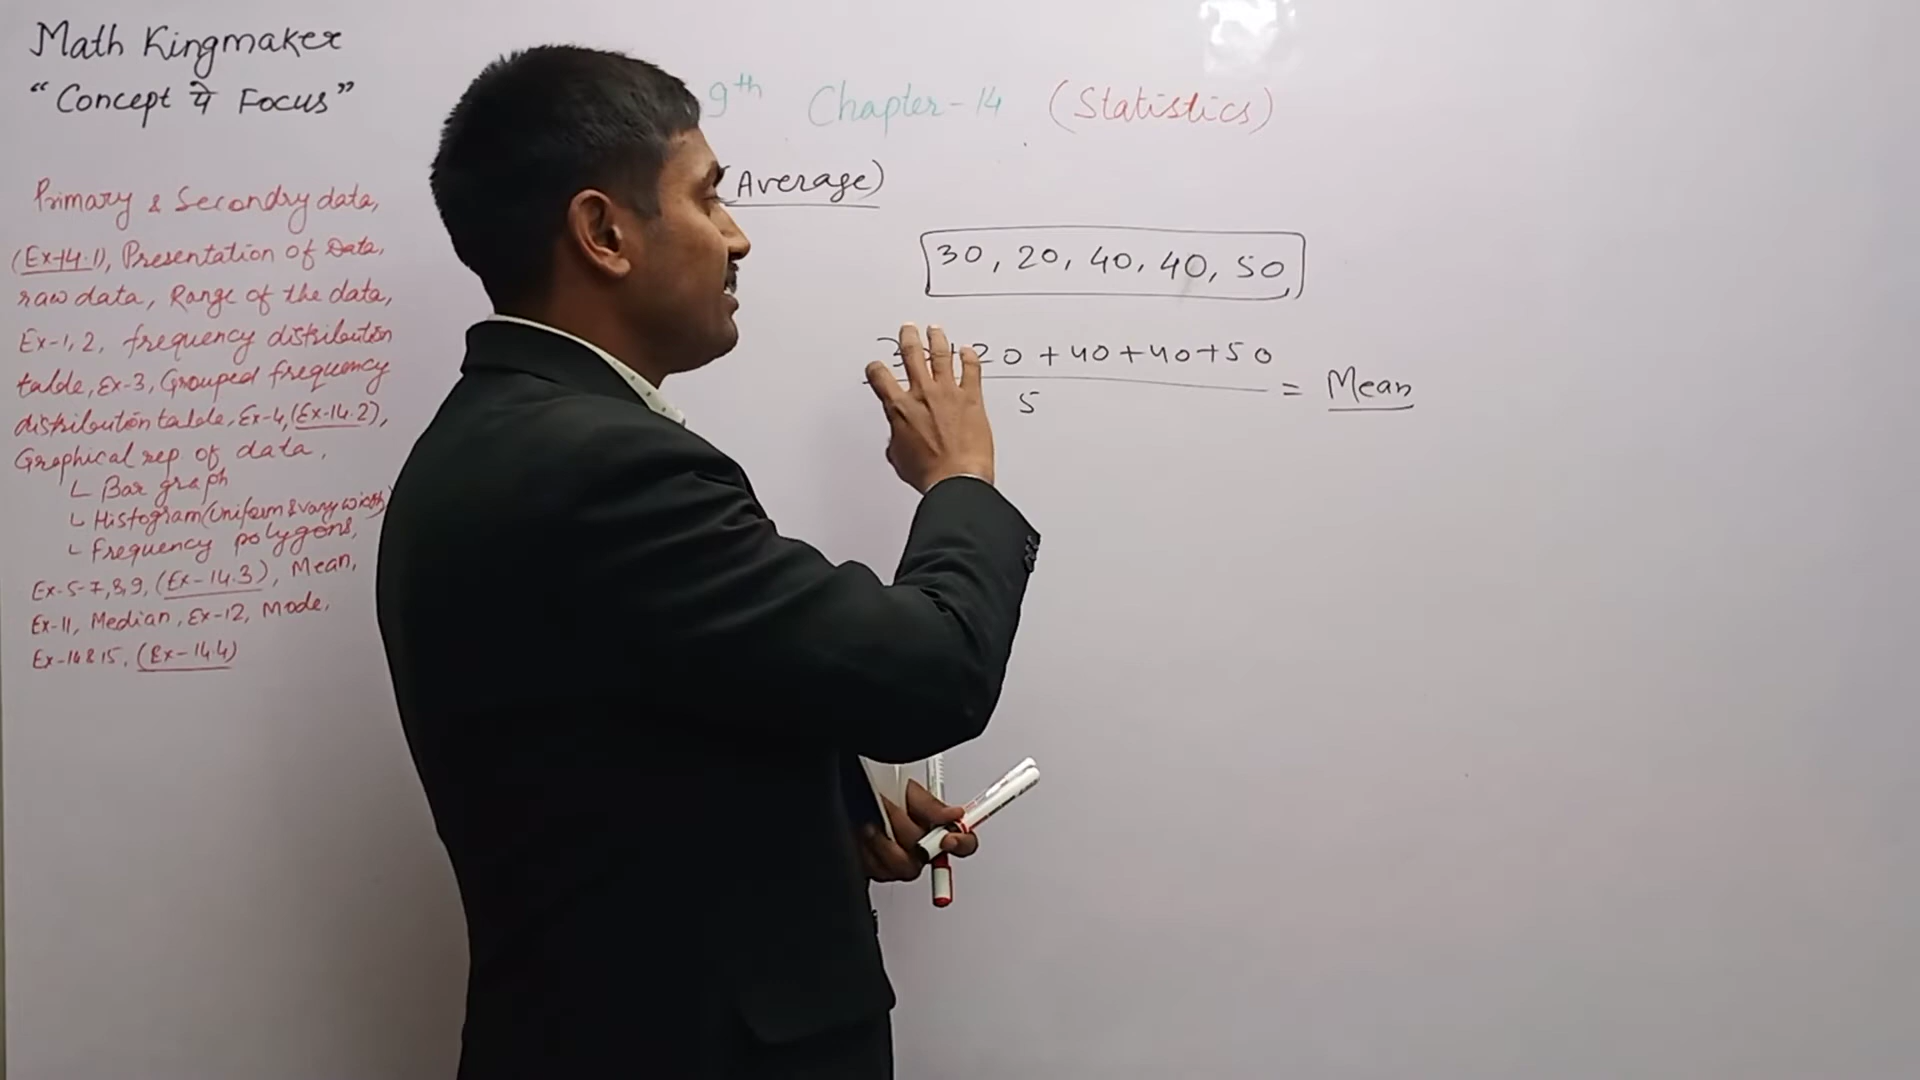 Math Kingmaker
"Concept पे Focus"
9th Chapter-14 (Statistics)
(Average)
Primary & Secondry data,
(Ex-14.1), Presentation of Data,
raw data, Range of the data,
Ex-1,2, frequency distribution
table, Ex-3, Grouped frequency
distribution table, Ex-4, (Ex-14.2),
Graphical rep of data,
└ Bar graph
└ Histogram (Uniform & vary width)
└ Frequency polygons,
Ex-5-7,8,9, (Ex-14.3), Mean,
Ex-11, Median, Ex-12, Mode,
Ex-14&15, (Ex-14.4)
30, 20, 40, 40, 50
20 + 40 + 40 + 50
5
= Mean